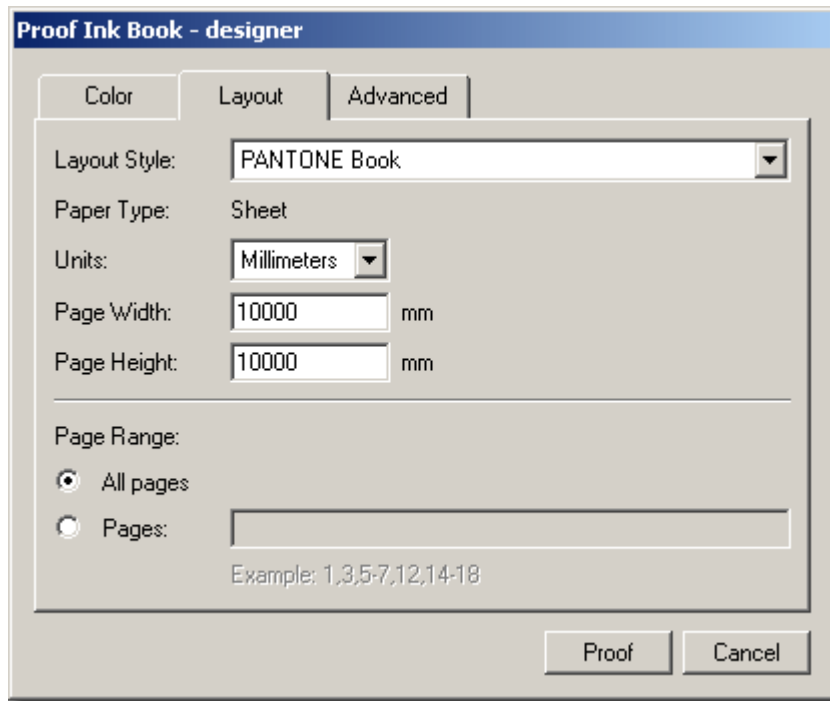 Proof Ink Book - designer
Color Layout Advanced
Layout Style: PANTONE Book
Paper Type: Sheet
Units: Millimeters
Page Width: 10000 mm
Page Height: 10000 mm
Page Range:
All pages
Pages:
Example: 1,3,5-7,12,14-18
Proof Cancel